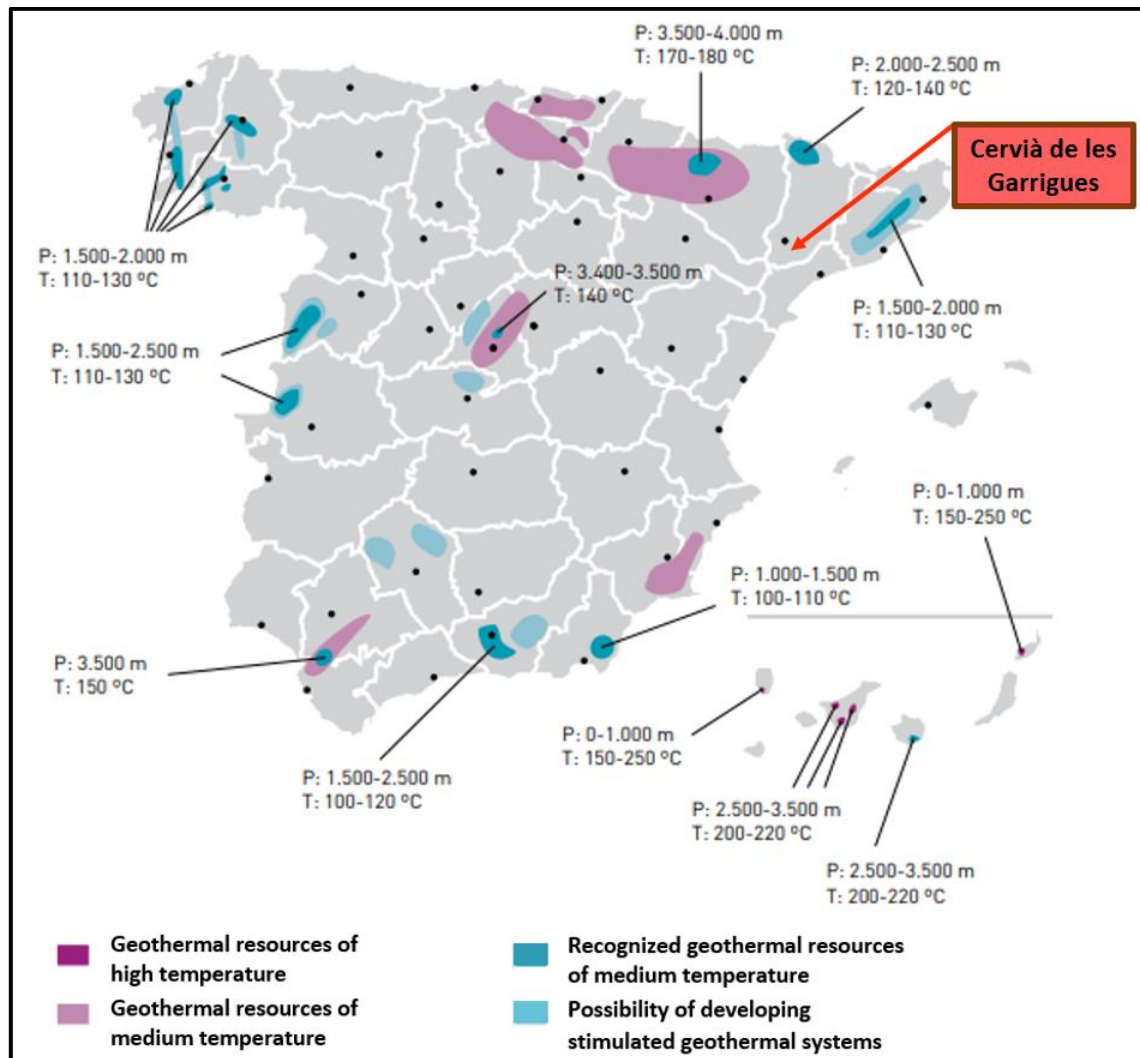 P: 3.500-4.000 m
T: 170-180 ºC
P: 2.000-2.500 m
T: 120-140 ºC
Cervià de les
Garrigues
P: 1.500-2.000 m
T: 110-130 ºC
P: 3.400-3.500 m
T: 140 ºC
P: 1.500-2.000 m
T: 110-130 ºC
P: 1.500-2.500 m
T: 110-130 ºC
P: 0-1.000 m
T: 150-250 ºC
P: 1.000-1.500 m
T: 100-110 ºC
P: 3.500 m
T: 150 ºC
P: 0-1.000 m
T: 150-250 ºC
P: 1.500-2.500 m
T: 100-120 ºC
P: 2.500-3.500 m
T: 200-220 ºC
P: 2.500-3.500 m
T: 200-220 ºC
Geothermal resources of
high temperature
Geothermal resources of
medium temperature
Recognized geothermal resources
of medium temperature
Possibility of developing
stimulated geothermal systems